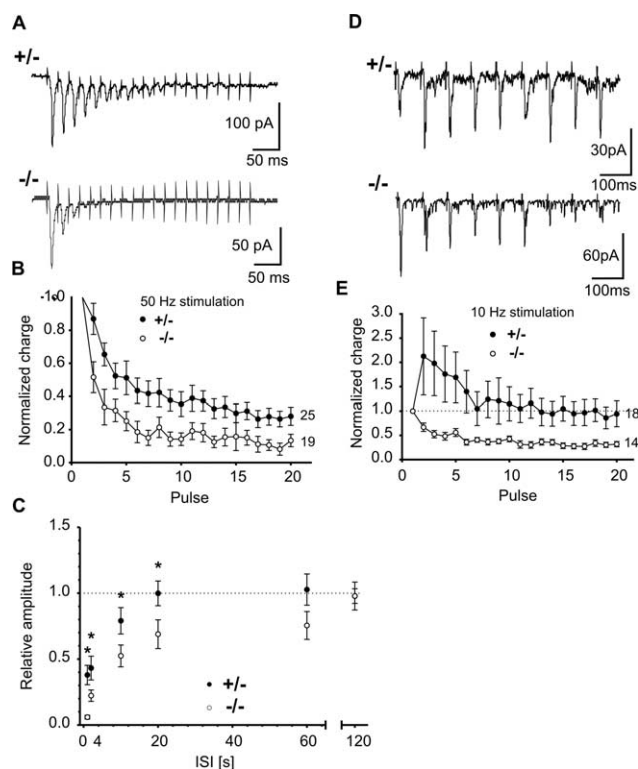 A
+/-
100 pA
50 ms
-/-
50 pA
50 ms
B
50 Hz stimulation
+/-
-/-
Normalized charge
1.0
0.8
0.6
0.4
0.2
0
25
19
0 5 10 15 20
Pulse
C
Relative amplitude
1.5
1.0
0.5
0.0
* * * *
+/-
-/-
0 4 20 40 60 120
ISI [s]
D
+/-
30pA
100ms
-/-
60pA
100ms
E
10 Hz stimulation
+/-
-/-
Normalized charge
3.0
2.5
2.0
1.5
1.0
0.5
0.0
18
14
0 5 10 15 20
Pulse